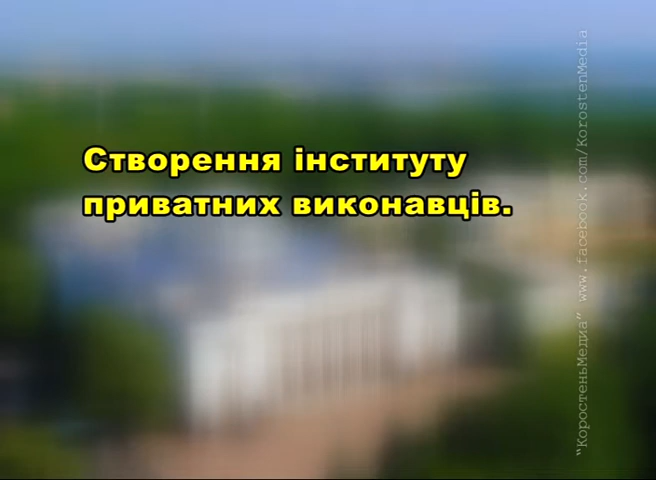 Створення інституту
приватних виконавців.
"КоростеньМедиа" www.facebook.com/KorostenMedia